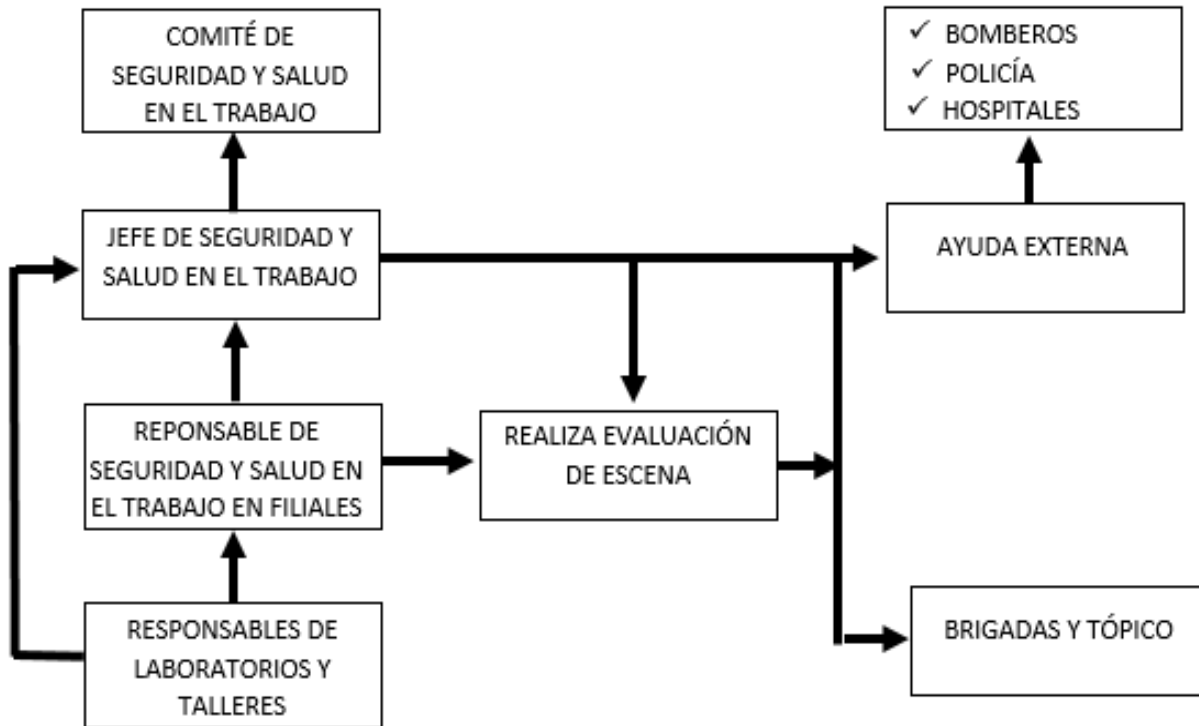 COMITÉ DE
SEGURIDAD Y SALUD
EN EL TRABAJO
✓ BOMBEROS
✓ POLICÍA
✓ HOSPITALES
JEFE DE SEGURIDAD Y
SALUD EN EL TRABAJO
AYUDA EXTERNA
REPONSABLE DE
SEGURIDAD Y SALUD EN
EL TRABAJO EN FILIALES
REALIZA EVALUACIÓN
DE ESCENA
RESPONSABLES DE
LABORATORIOS Y
TALLERES
BRIGADAS Y TÓPICO